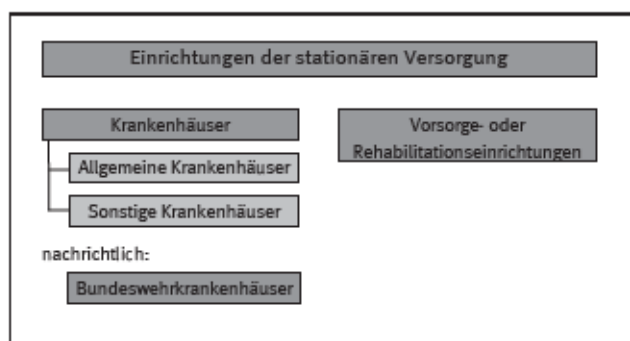 Einrichtungen der stationären Versorgung
Krankenhäuser
Allgemeine Krankenhäuser
Sonstige Krankenhäuser
nachrichtlich:
Bundeswehrkrankenhäuser
Vorsorge- oder
Rehabilitationseinrichtungen